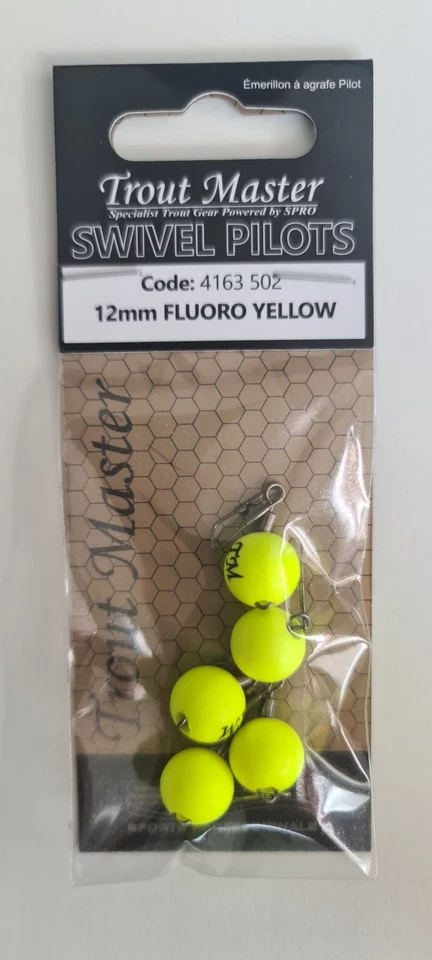 Émerillon à agrafe Pilot
Trout Master
Specialist Trout Gear Powered by SPRO
SWIVEL PILOTS
Code: 4163 502
12mm FLUORO YELLOW
Trout Master
TM